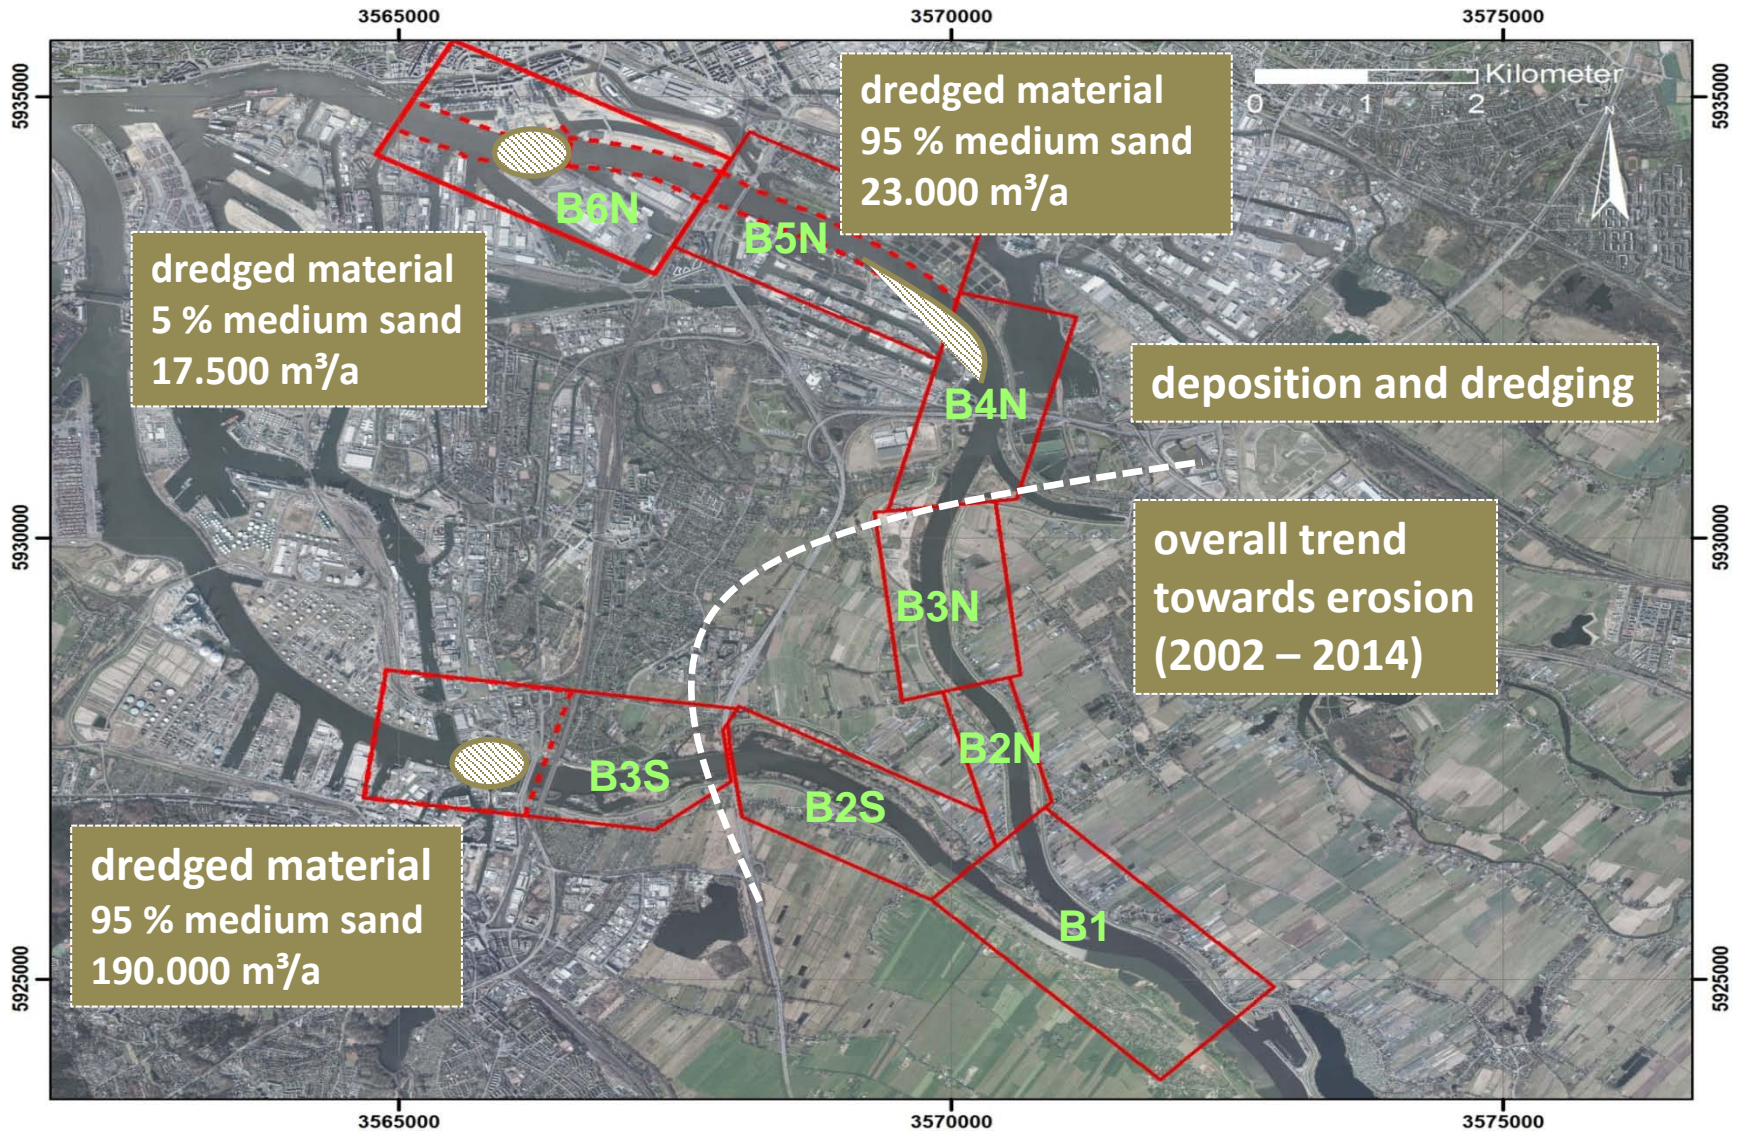 3565000
3570000
3575000
5935000
5935000
Kilometer
0 1 2
N
dredged material
95 % medium sand
23.000 m³/a
B6N
B5N
dredged material
5 % medium sand
17.500 m³/a
deposition and dredging
B4N
5930000
5930000
overall trend
towards erosion
(2002 – 2014)
B3N
B2N
B3S
B2S
dredged material
95 % medium sand
190.000 m³/a
B1
5925000
5925000
3565000
3570000
3575000